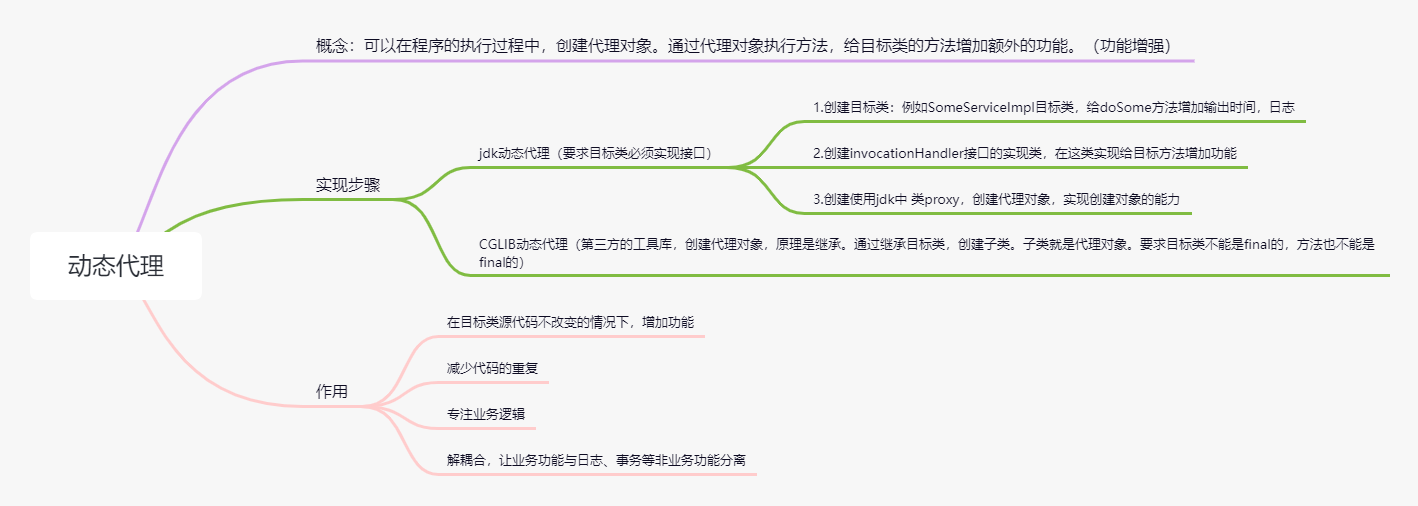 动态代理
概念：可以在程序的执行过程中，创建代理对象。通过代理对象执行方法，给目标类的方法增加额外的功能。（功能增强）
实现步骤
jdk动态代理（要求目标类必须实现接口）
1.创建目标类：例如SomeServiceImpl目标类，给doSome方法增加输出时间，日志
2.创建invocationHandler接口的实现类，在这类实现给目标方法增加功能
3.创建使用jdk中 类proxy，创建代理对象，实现创建对象的能力
CGLIB动态代理（第三方的工具库，创建代理对象，原理是继承。通过继承目标类，创建子类。子类就是代理对象。要求目标类不能是final的，方法也不能是
final的）
作用
在目标类源代码不改变的情况下，增加功能
减少代码的重复
专注业务逻辑
解耦合，让业务功能与日志、事务等非业务功能分离